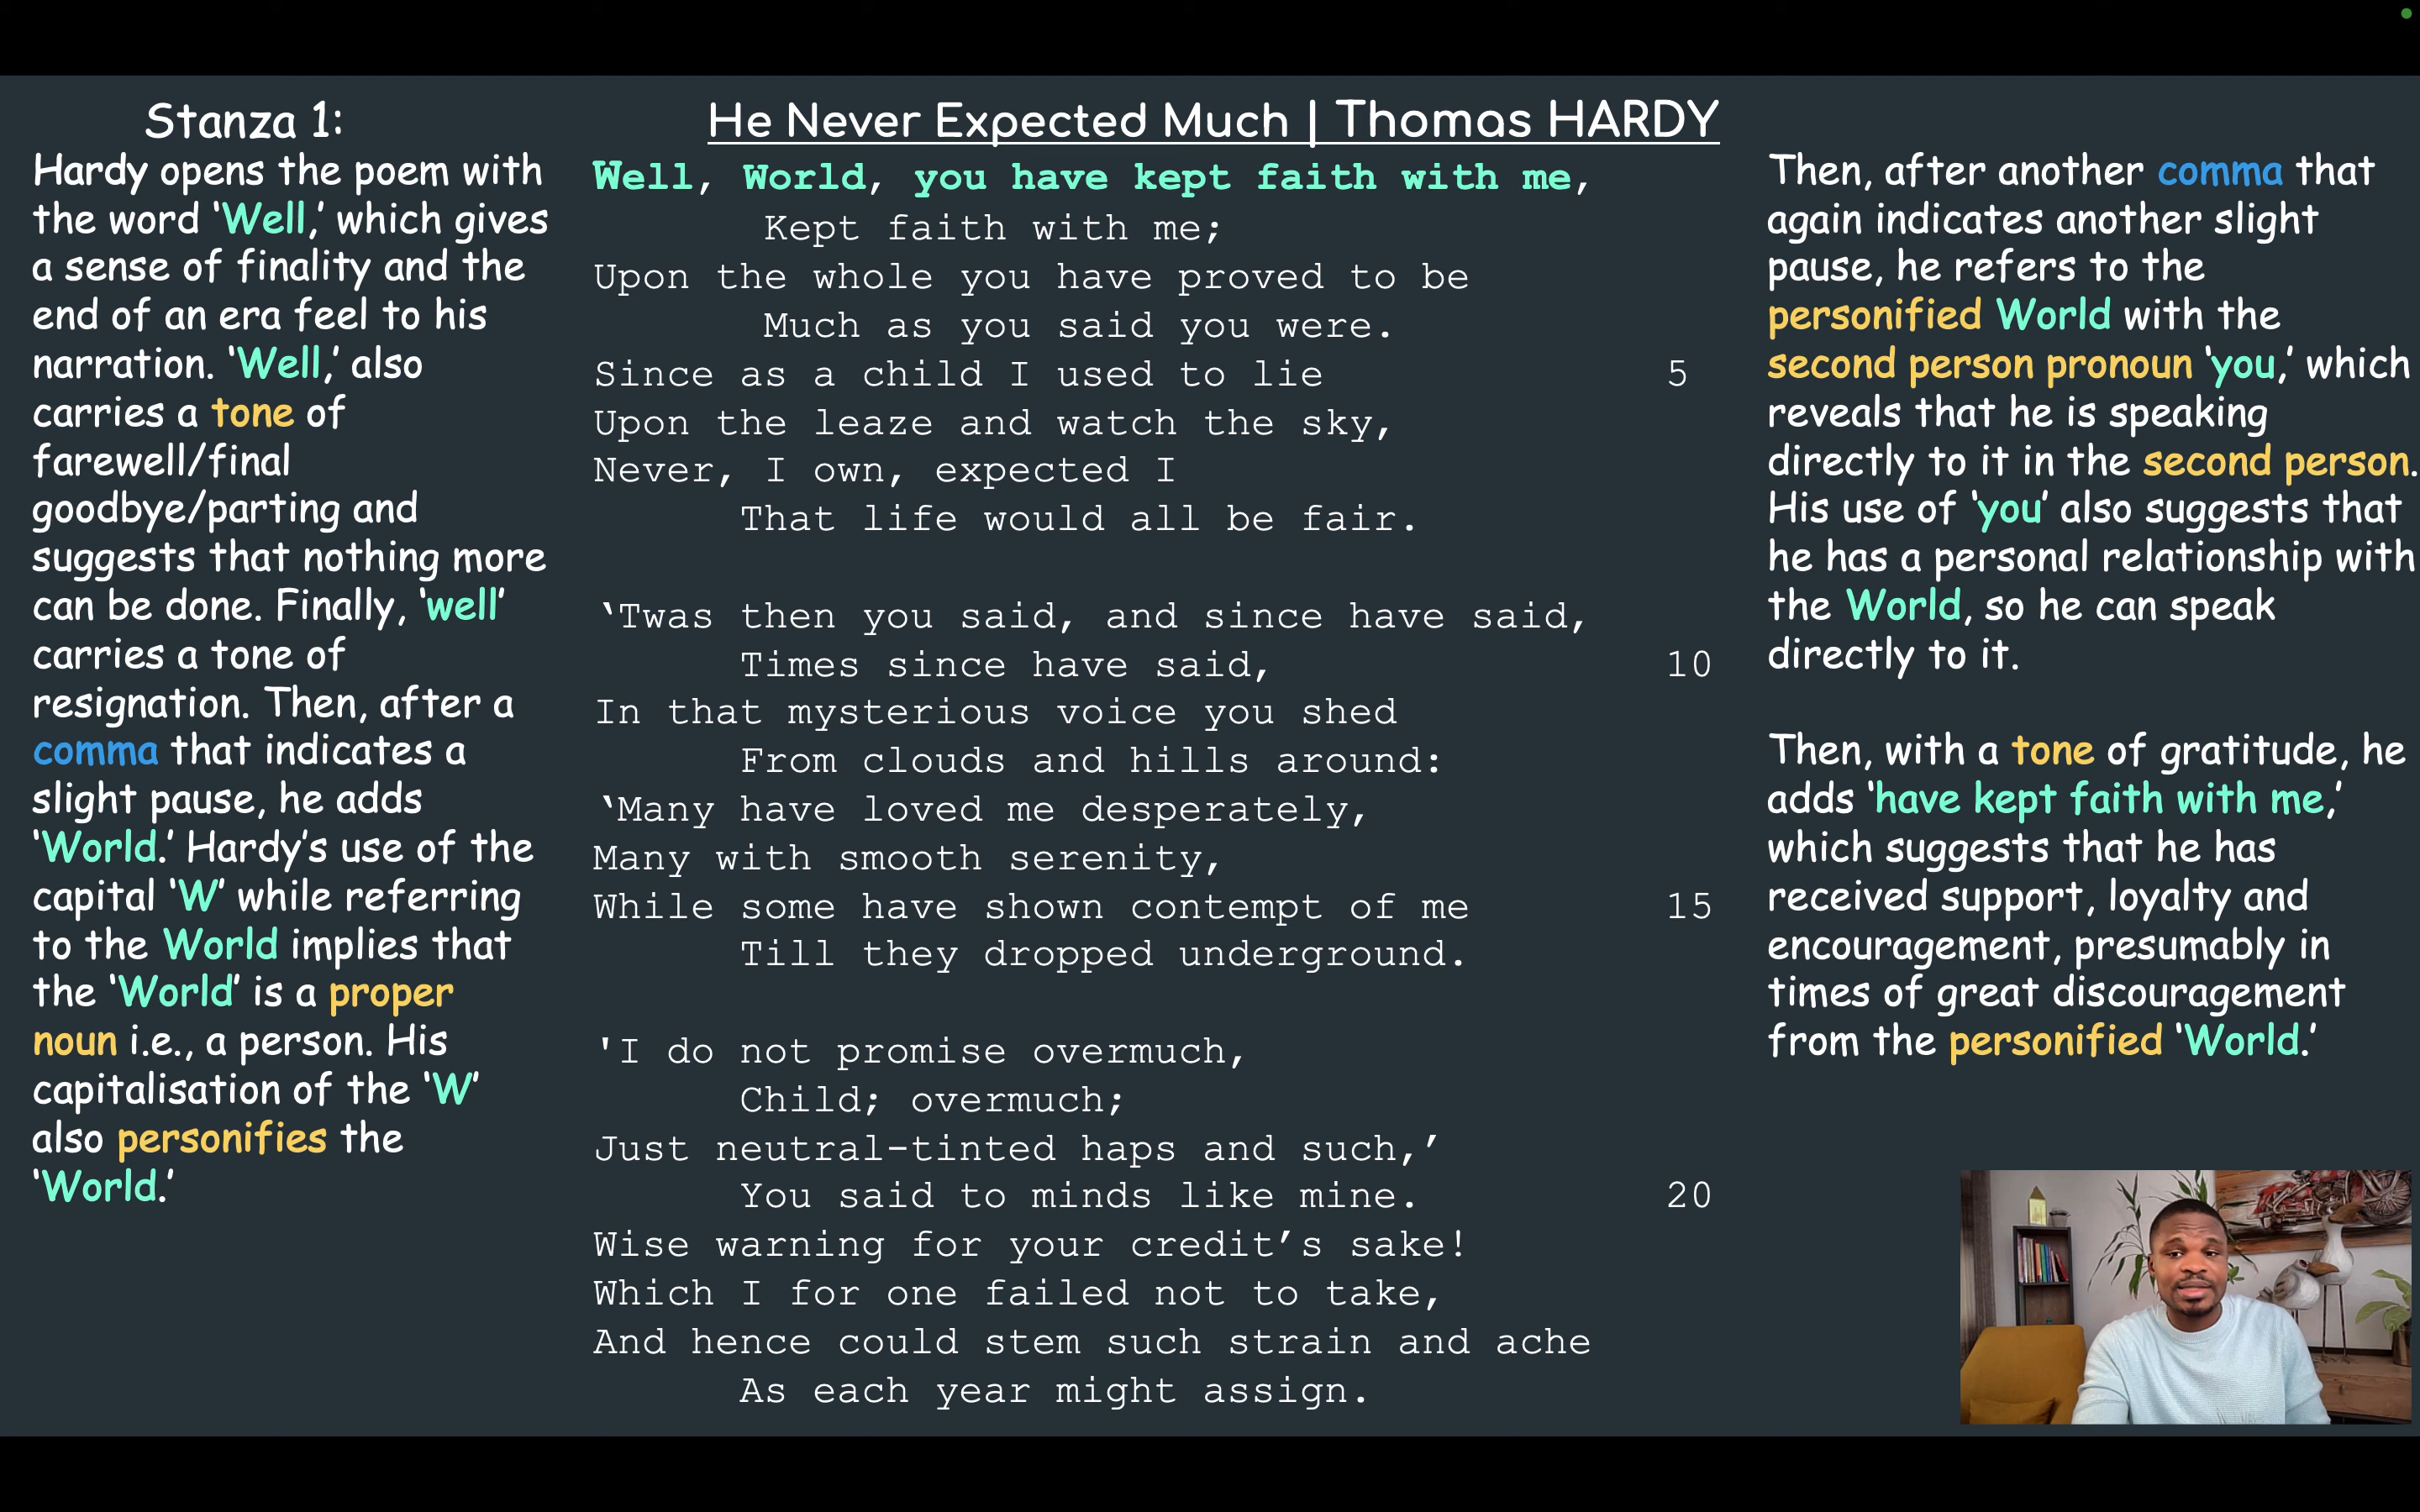 Stanza 1:
Hardy opens the poem with
the word ‘Well,’ which gives
a sense of finality and the
end of an era feel to his
narration. ‘Well,’ also
carries a tone of
farewell/final
goodbye/parting and
suggests that nothing more
can be done. Finally, ‘well’
carries a tone of
resignation. Then, after a
comma that indicates a
slight pause, he adds
‘World.’ Hardy’s use of the
capital ‘W’ while referring
to the World implies that
the ‘World’ is a proper
noun i.e., a person. His
capitalisation of the ‘W’
also personifies the
‘World.’
He Never Expected Much | Thomas HARDY
Well, World, you have kept faith with me,
Kept faith with me;
Upon the whole you have proved to be
Much as you said you were.
Since as a child I used to lie 5
Upon the leaze and watch the sky,
Never, I own, expected I
That life would all be fair.
‘Twas then you said, and since have said,
Times since have said, 10
In that mysterious voice you shed
From clouds and hills around:
‘Many have loved me desperately,
Many with smooth serenity,
While some have shown contempt of me 15
Till they dropped underground.
'I do not promise overmuch,
Child; overmuch;
Just neutral-tinted haps and such,’
You said to minds like mine. 20
Wise warning for your credit’s sake!
Which I for one failed not to take,
And hence could stem such strain and ache
As each year might assign.
Then, after another comma that
again indicates another slight
pause, he refers to the
personified World with the
second person pronoun ‘you,’ which
reveals that he is speaking
directly to it in the second person.
His use of ‘you’ also suggests that
he has a personal relationship with
the World, so he can speak
directly to it.
Then, with a tone of gratitude, he
adds ‘have kept faith with me,’
which suggests that he has
received support, loyalty and
encouragement, presumably in
times of great discouragement
from the personified ‘World.’